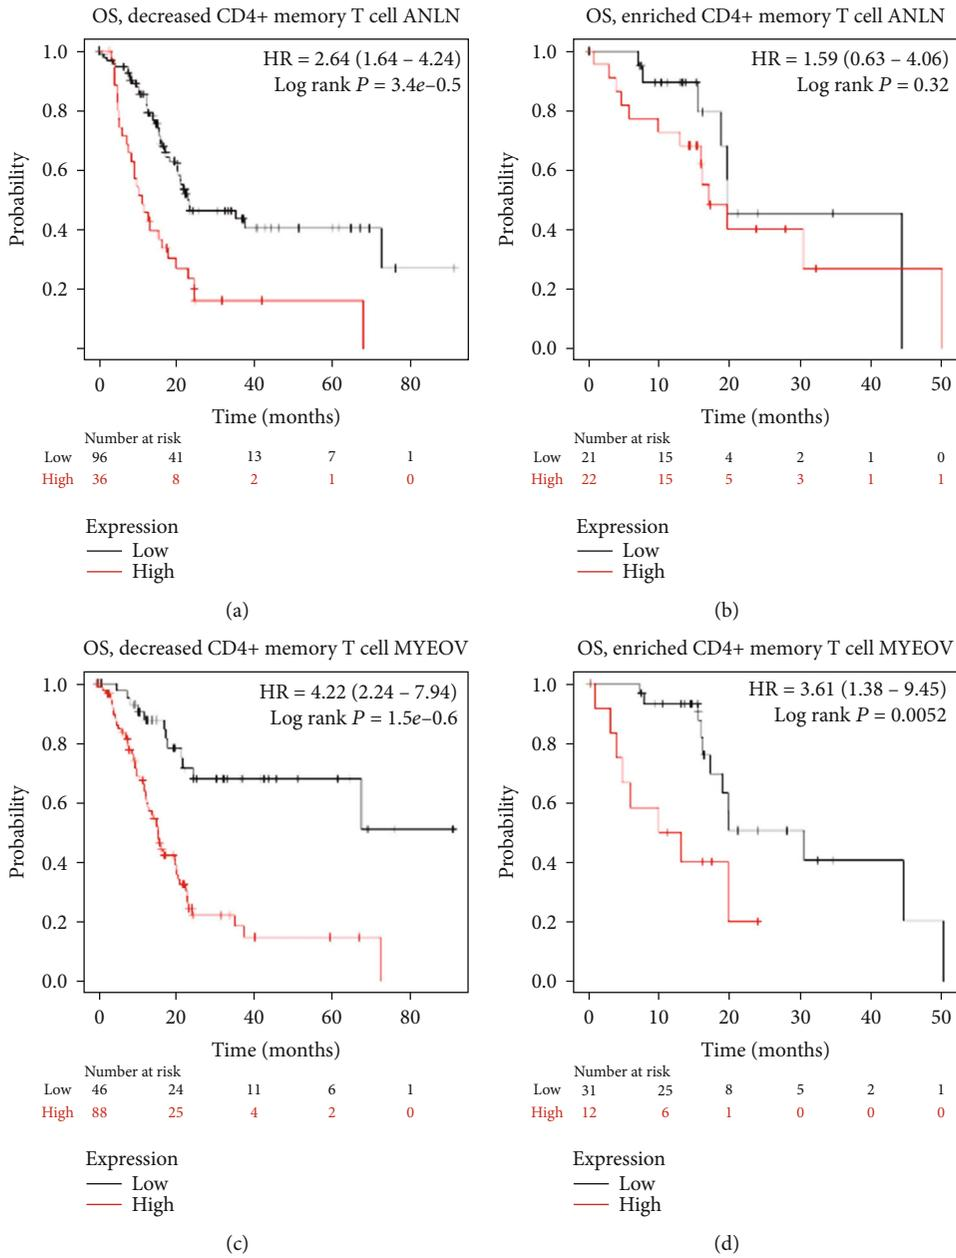 OS, decreased CD4+ memory T cell ANLN
HR = 2.64 (1.64 – 4.24)
Log rank P = 3.4e–0.5
1.0
0.8
0.6
0.4
0.2
Probability
0 20 40 60 80
Time (months)
Number at risk
Low 96 41 13 7 1
High 36 8 2 1 0
Expression
Low
High
(a)
OS, enriched CD4+ memory T cell ANLN
HR = 1.59 (0.63 – 4.06)
Log rank P = 0.32
1.0
0.8
0.6
0.4
0.2
0.0
Probability
0 10 20 30 40 50
Time (months)
Number at risk
Low 21 15 4 2 1 0
High 22 15 5 3 1 1
Expression
Low
High
(b)
OS, decreased CD4+ memory T cell MYEOV
HR = 4.22 (2.24 – 7.94)
Log rank P = 1.5e–0.6
1.0
0.8
0.6
0.4
0.2
0.0
Probability
0 20 40 60 80
Time (months)
Number at risk
Low 46 24 11 6 1
High 88 25 4 2 0
Expression
Low
High
(c)
OS, enriched CD4+ memory T cell MYEOV
HR = 3.61 (1.38 – 9.45)
Log rank P = 0.0052
1.0
0.8
0.6
0.4
0.2
0.0
Probability
0 10 20 30 40 50
Time (months)
Number at risk
Low 31 25 8 5 2 1
High 12 6 1 0 0 0
Expression
Low
High
(d)